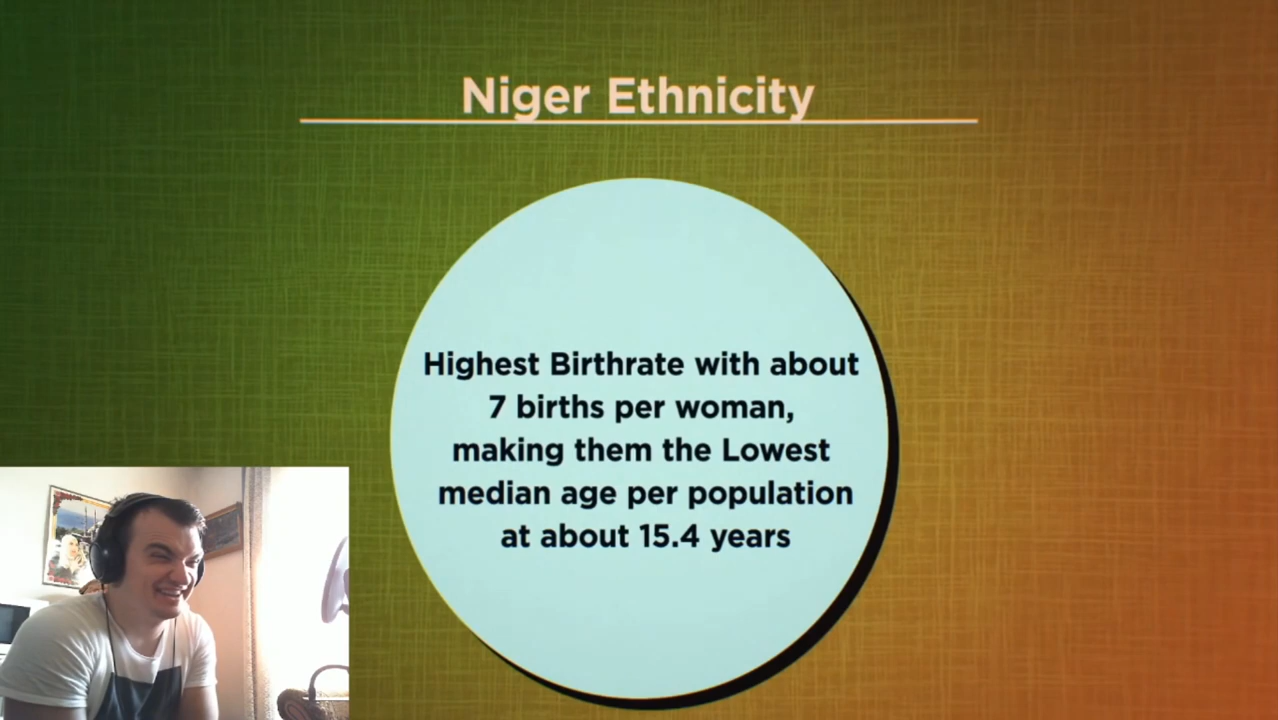 Niger Ethnicity
Highest Birthrate with about
7 births per woman,
making them the Lowest
median age per population
at about 15.4 years